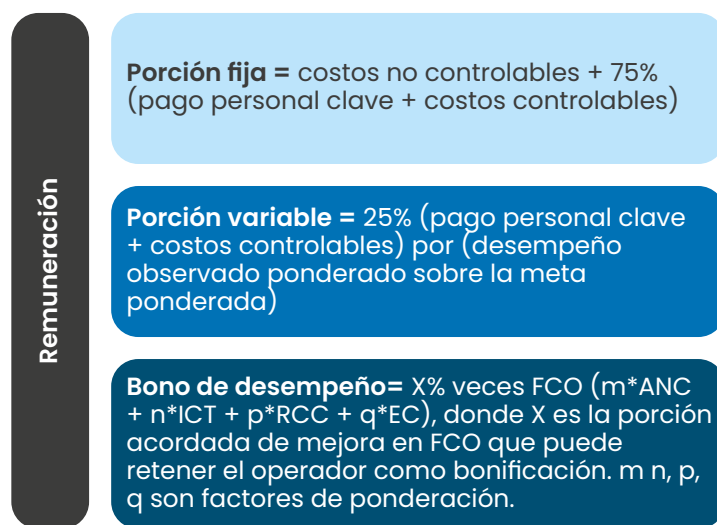 Remuneración
Porción fija = costos no controlables + 75%
(pago personal clave + costos controlables)
Porción variable = 25% (pago personal clave
+ costos controlables) por (desempeño
observado ponderado sobre la meta
ponderada)
Bono de desempeño= X% veces FCO (m*ANC
+ n*ICT + p*RCC + q*EC), donde X es la porción
acordada de mejora en FCO que puede
retener el operador como bonificación. m n, p,
q son factores de ponderación.